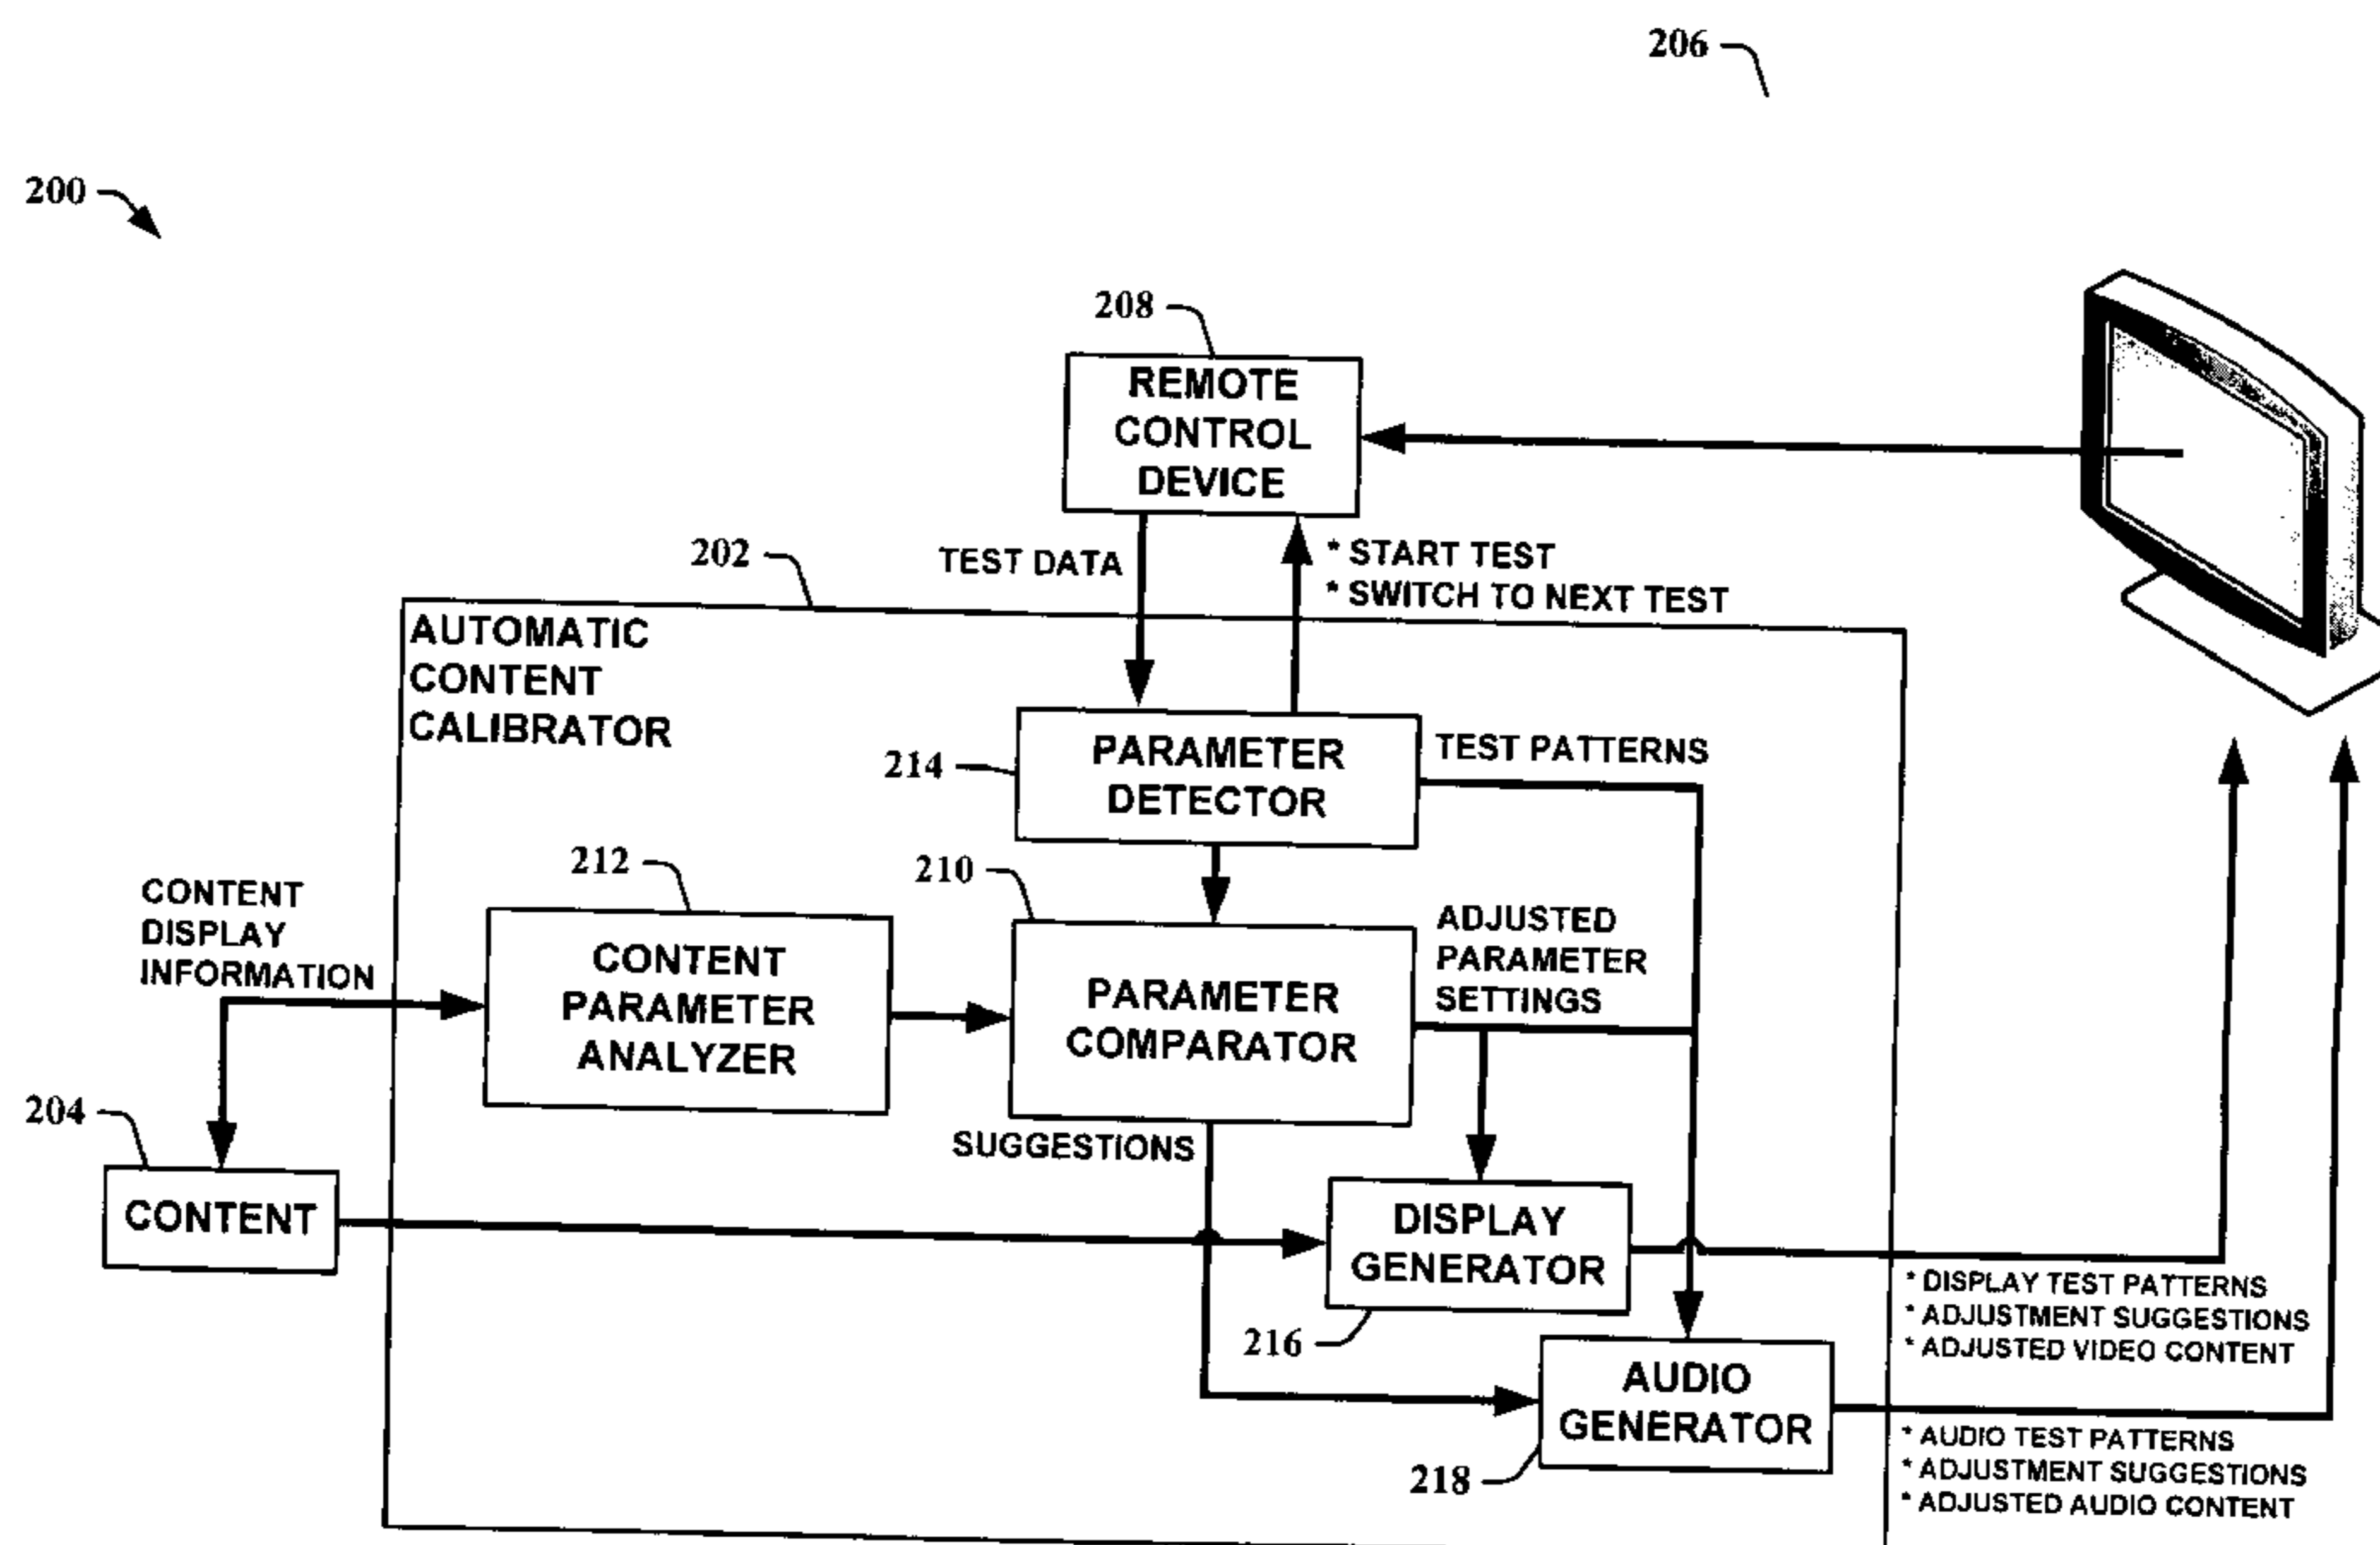 206
200
208
REMOTE
CONTROL
DEVICE
202
TEST DATA
* START TEST
* SWITCH TO NEXT TEST
AUTOMATIC
CONTENT
CALIBRATOR
214
PARAMETER
DETECTOR
TEST PATTERNS
212
210
CONTENT
DISPLAY
INFORMATION
CONTENT
PARAMETER
ANALYZER
PARAMETER
COMPARATOR
ADJUSTED
PARAMETER
SETTINGS
204
SUGGESTIONS
CONTENT
DISPLAY
GENERATOR
216
* DISPLAY TEST PATTERNS
* ADJUSTMENT SUGGESTIONS
* ADJUSTED VIDEO CONTENT
AUDIO
GENERATOR
218
* AUDIO TEST PATTERNS
* ADJUSTMENT SUGGESTIONS
* ADJUSTED AUDIO CONTENT